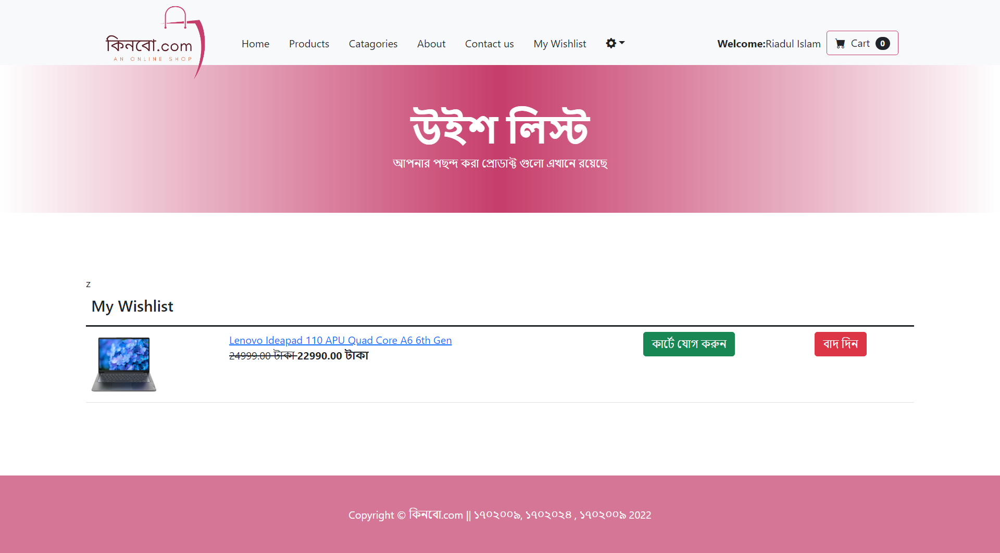 কিনবো.com
AN ONLINE SHOP
Home Products Catagories About Contact us My Wishlist Welcome:Riadul Islam Cart 0
উইশ লিস্ট
আপনার পছন্দ করা প্রোডাক্ট গুলো এখানে রয়েছে
z
My Wishlist
Lenovo Ideapad 110 APU Quad Core A6 6th Gen কার্টে যোগ করুন বাদ দিন
24999.00 টাকা 22990.00 টাকা
Copyright © কিনবো.com || ১৭০২০০৯, ১৭০২০২৪ , ১৭০২০০৯ 2022